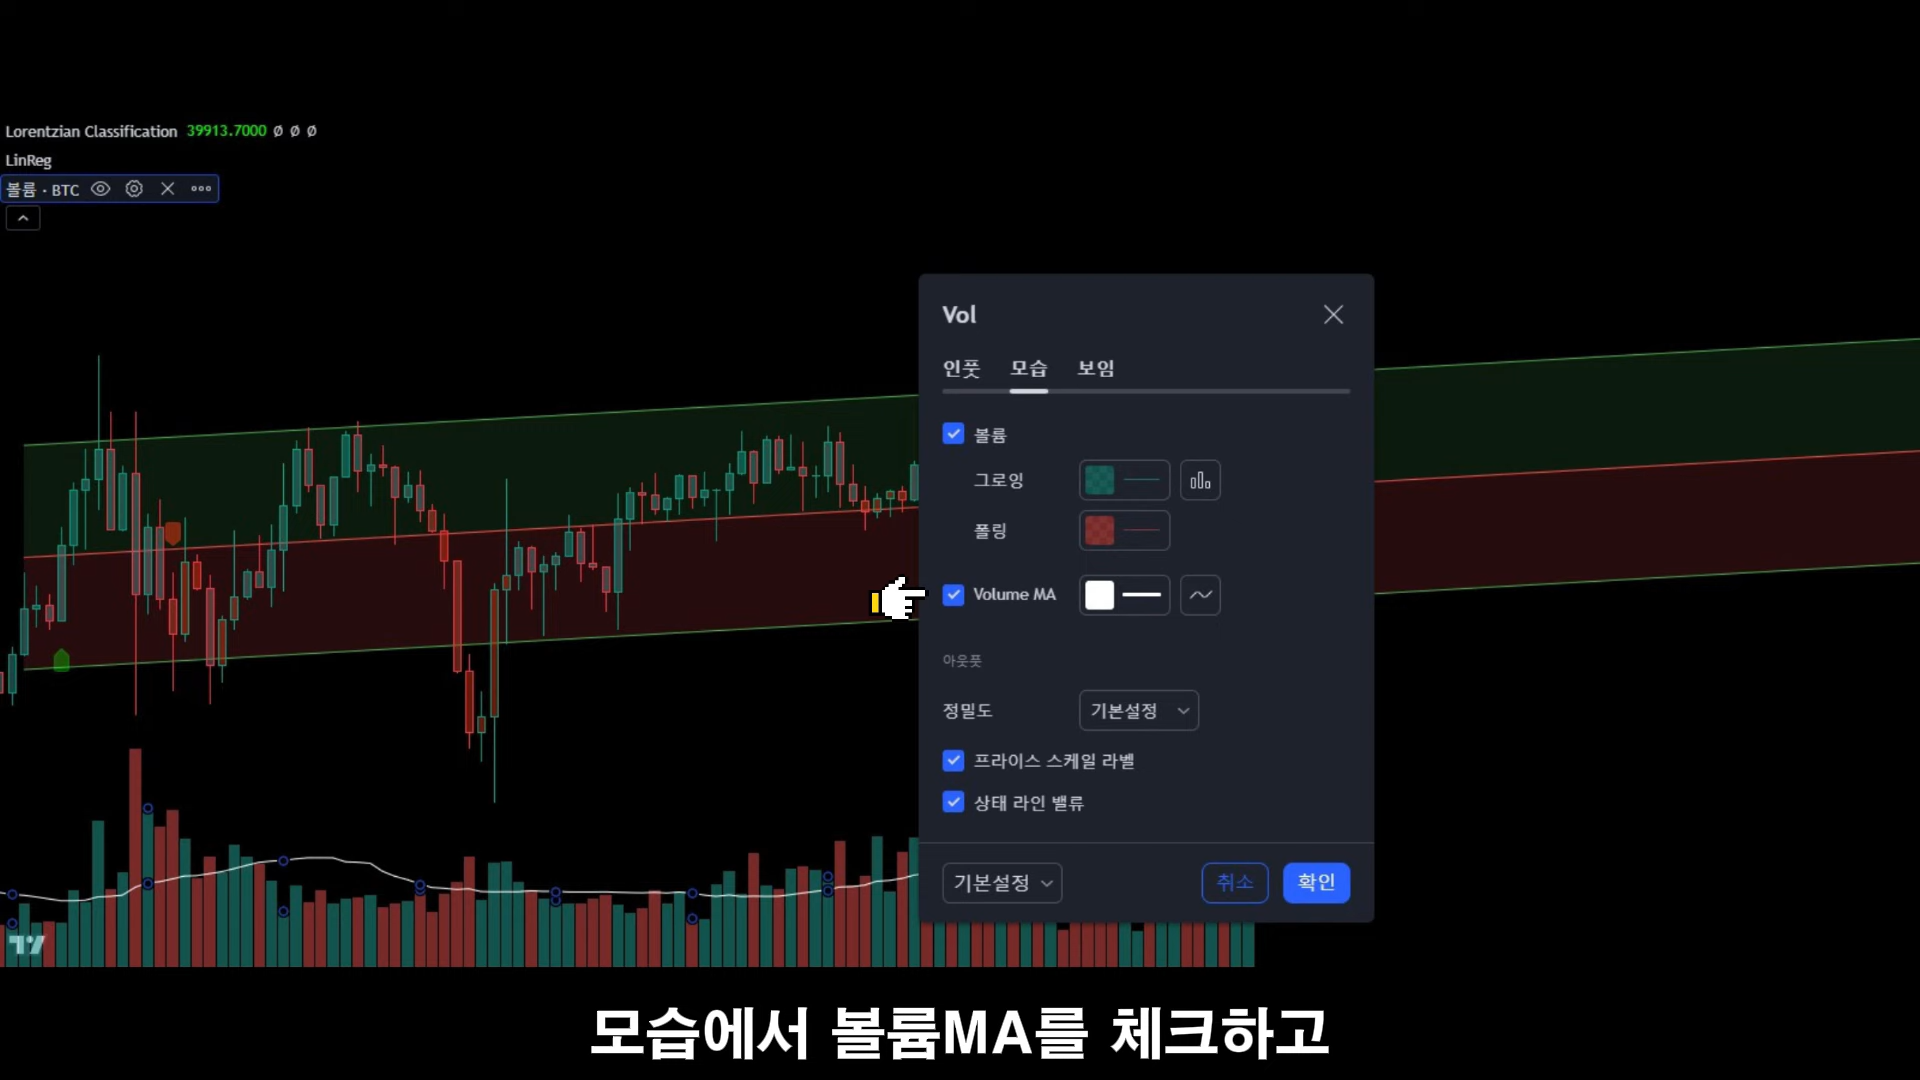 Lorentzian Classification 39913.7000 Ø Ø Ø
LinReg
볼륨 · BTC
Vol
인풋 모습 보임
볼륨
그로잉
폴링
Volume MA
아웃풋
정밀도 기본설정
프라이스 스케일 라벨
상태 라인 밸류
기본설정 취소 확인
모습에서 볼륨MA를 체크하고